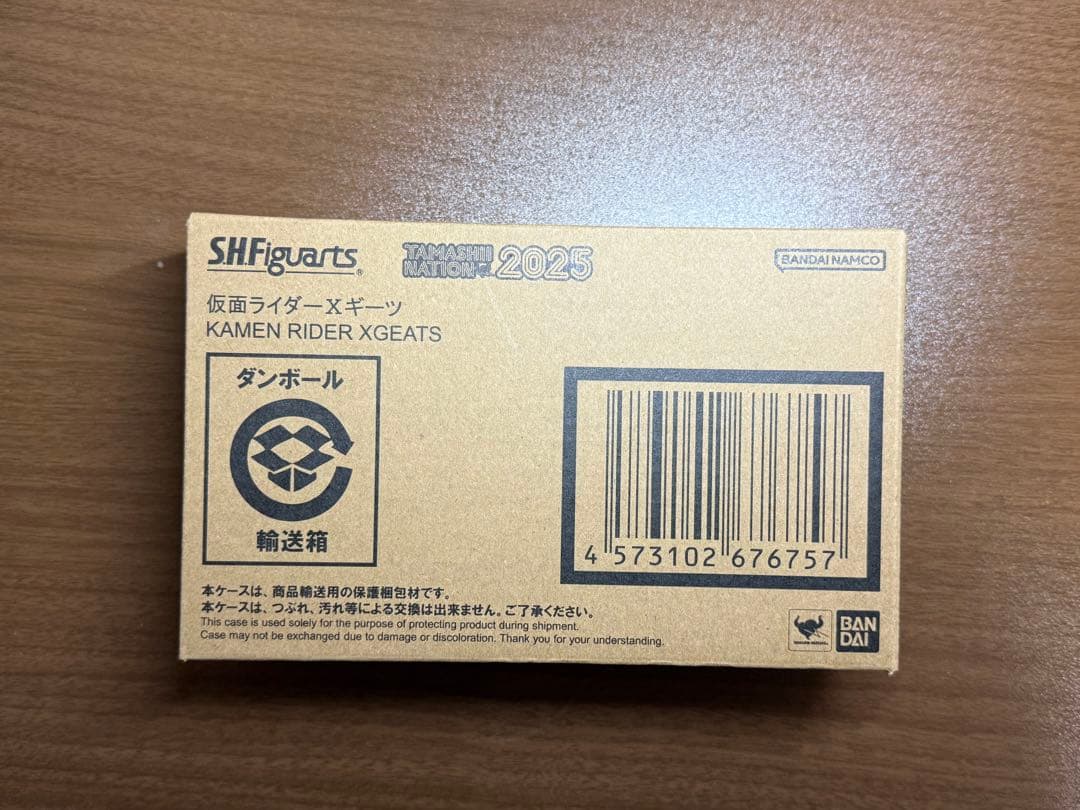 S.H.Figuarts®
TAMASHII NATION 2025
BANDAI NAMCO
仮面ライダーXギーツ
KAMEN RIDER XGEATS
ダンボール
輸送箱
4 573102 676757
本ケースは、商品輸送用の保護梱包材です。
本ケースは、つぶれ、汚れ等による交換は出来ません。ご了承ください。
This case is used solely for the purpose of protecting product during shipment.
Case may not be exchanged due to damage or discoloration. Thank you for your understanding.
BAN
DAI